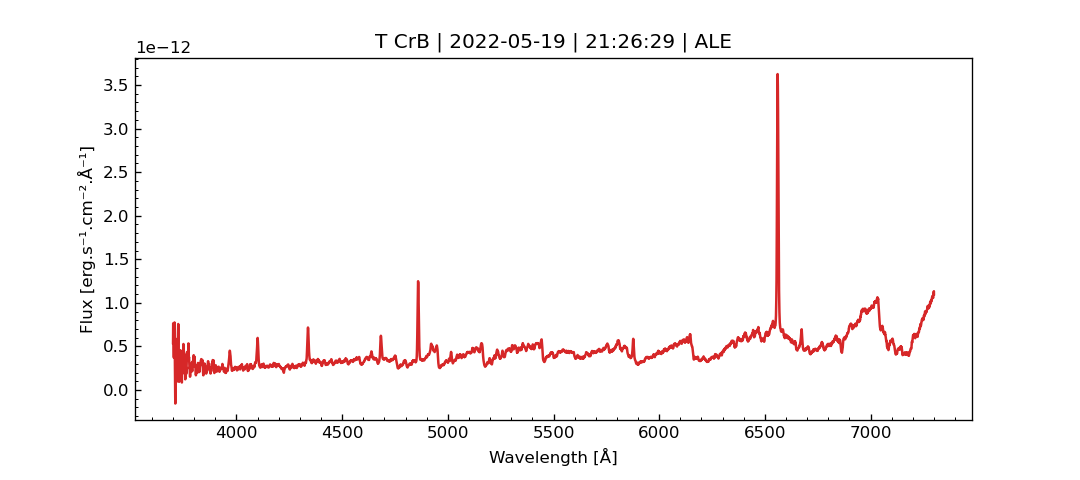 T CrB | 2022-05-19 | 21:26:29 | ALE
1e−12
3.5
3.0
2.5
2.0
1.5
1.0
0.5
0.0
Flux [erg.s⁻¹.cm⁻².Å⁻¹]
4000 4500 5000 5500 6000 6500 7000
Wavelength [Å]